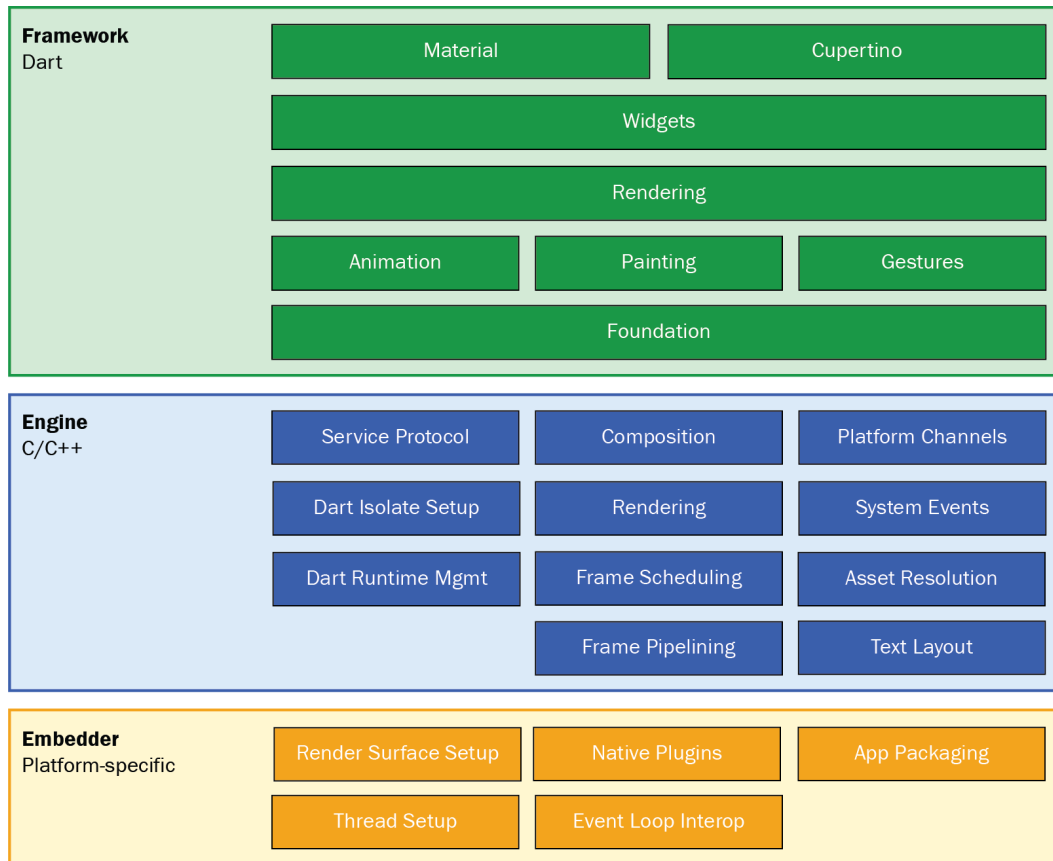 Framework
Dart
Material
Cupertino
Widgets
Rendering
Animation
Painting
Gestures
Foundation
Engine
C/C++
Service Protocol
Composition
Platform Channels
Dart Isolate Setup
Rendering
System Events
Dart Runtime Mgmt
Frame Scheduling
Asset Resolution
Frame Pipelining
Text Layout
Embedder
Platform-specific
Render Surface Setup
Native Plugins
App Packaging
Thread Setup
Event Loop Interop